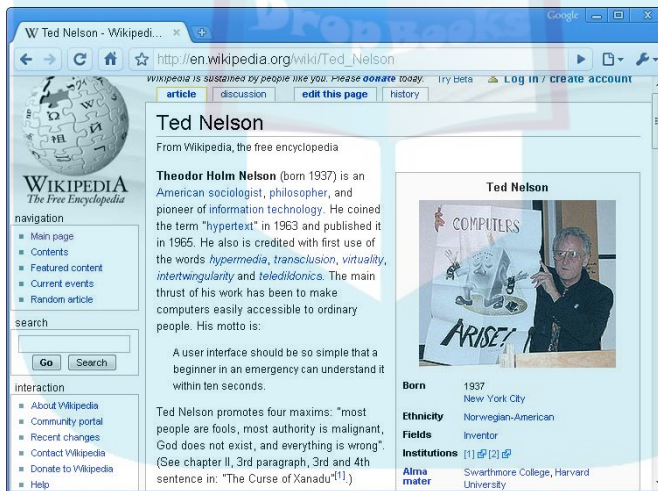 DropBooks
Google
W Ted Nelson - Wikipedi...
http://en.wikipedia.org/wiki/Ted_Nelson
Wikipedia is sustained by people like you. Please donate today.
Try Beta
Log in / create account
article
discussion
edit this page
history
WIKIPEDIA
The Free Encyclopedia
navigation
Main page
Contents
Featured content
Current events
Random article
search
Go
Search
interaction
About Wikipedia
Community portal
Recent changes
Contact Wikipedia
Donate to Wikipedia
Help
Ted Nelson
From Wikipedia, the free encyclopedia
Theodor Holm Nelson (born 1937) is an
American sociologist, philosopher, and
pioneer of information technology. He coined
the term "hypertext" in 1963 and published it
in 1965. He also is credited with first use of
the words hypermedia, transclusion, virtuality,
intertwingularity and teledildonics. The main
thrust of his work has been to make
computers easily accessible to ordinary
people. His motto is:
A user interface should be so simple that a
beginner in an emergency can understand it
within ten seconds.
Ted Nelson promotes four maxims: "most
people are fools, most authority is malignant,
God does not exist, and everything is wrong".
(See chapter II, 3rd paragraph, 3rd and 4th
sentence in: "The Curse of Xanadu"[1].)
Ted Nelson
COMPUTERS
ARISE!
Born 1937
New York City
Ethnicity Norwegian-American
Fields Inventor
Institutions [1] [2]
Alma Swarthmore College, Harvard
mater University